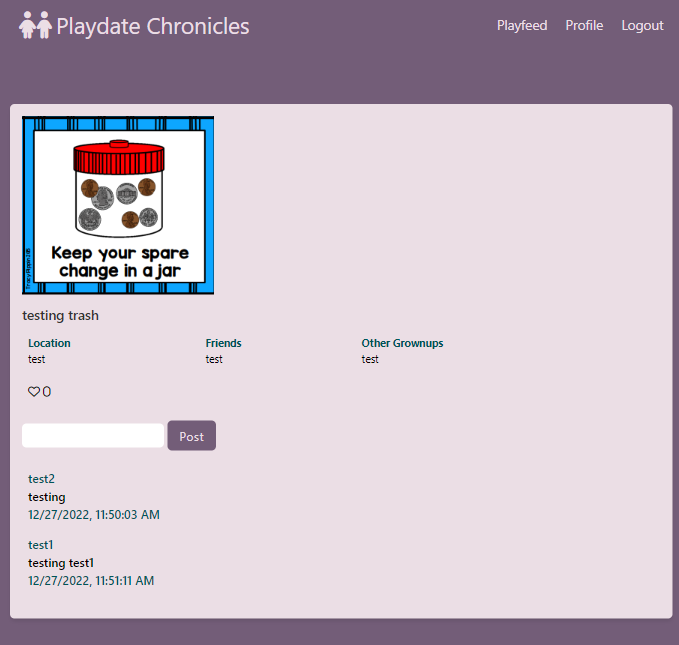 Playdate Chronicles
Playfeed Profile Logout
Keep your spare
change in a jar
testing trash
Location Friends Other Grownups
test test test
0
Post
test2
testing
12/27/2022, 11:50:03 AM
test1
testing test1
12/27/2022, 11:51:11 AM